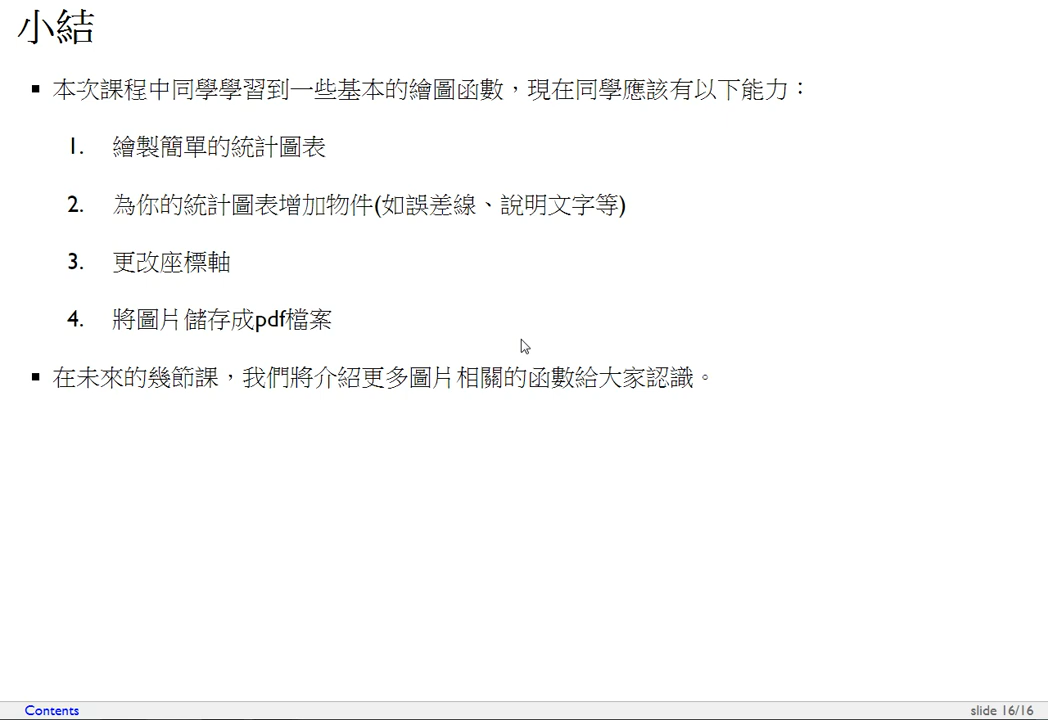 小結
▪ 本次課程中同學學習到一些基本的繪圖函數，現在同學應該有以下能力：
1. 繪製簡單的統計圖表
2. 為你的統計圖表增加物件(如誤差線、說明文字等)
3. 更改座標軸
4. 將圖片儲存成pdf檔案
▪ 在未來的幾節課，我們將介紹更多圖片相關的函數給大家認識。
Contents
slide 16/16